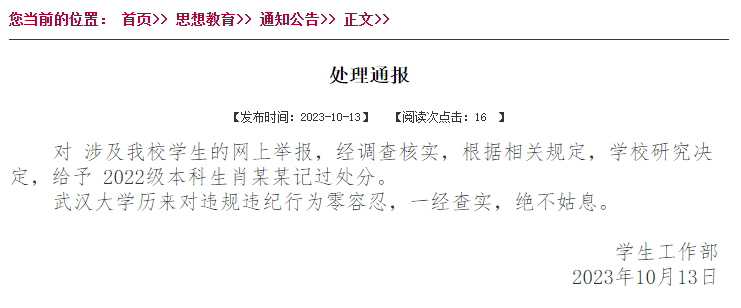 您当前的位置： 首页>> 思想教育>> 通知公告>> 正文>>
处理通报
【发布时间：2023-10-13】 【阅读次点击：16 】
对 涉及我校学生的网上举报，经调查核实，根据相关规定，学校研究决
定，给予 2022级本科生肖某某记过处分。
武汉大学历来对违规违纪行为零容忍，一经查实，绝不姑息。
学生工作部
2023年10月13日